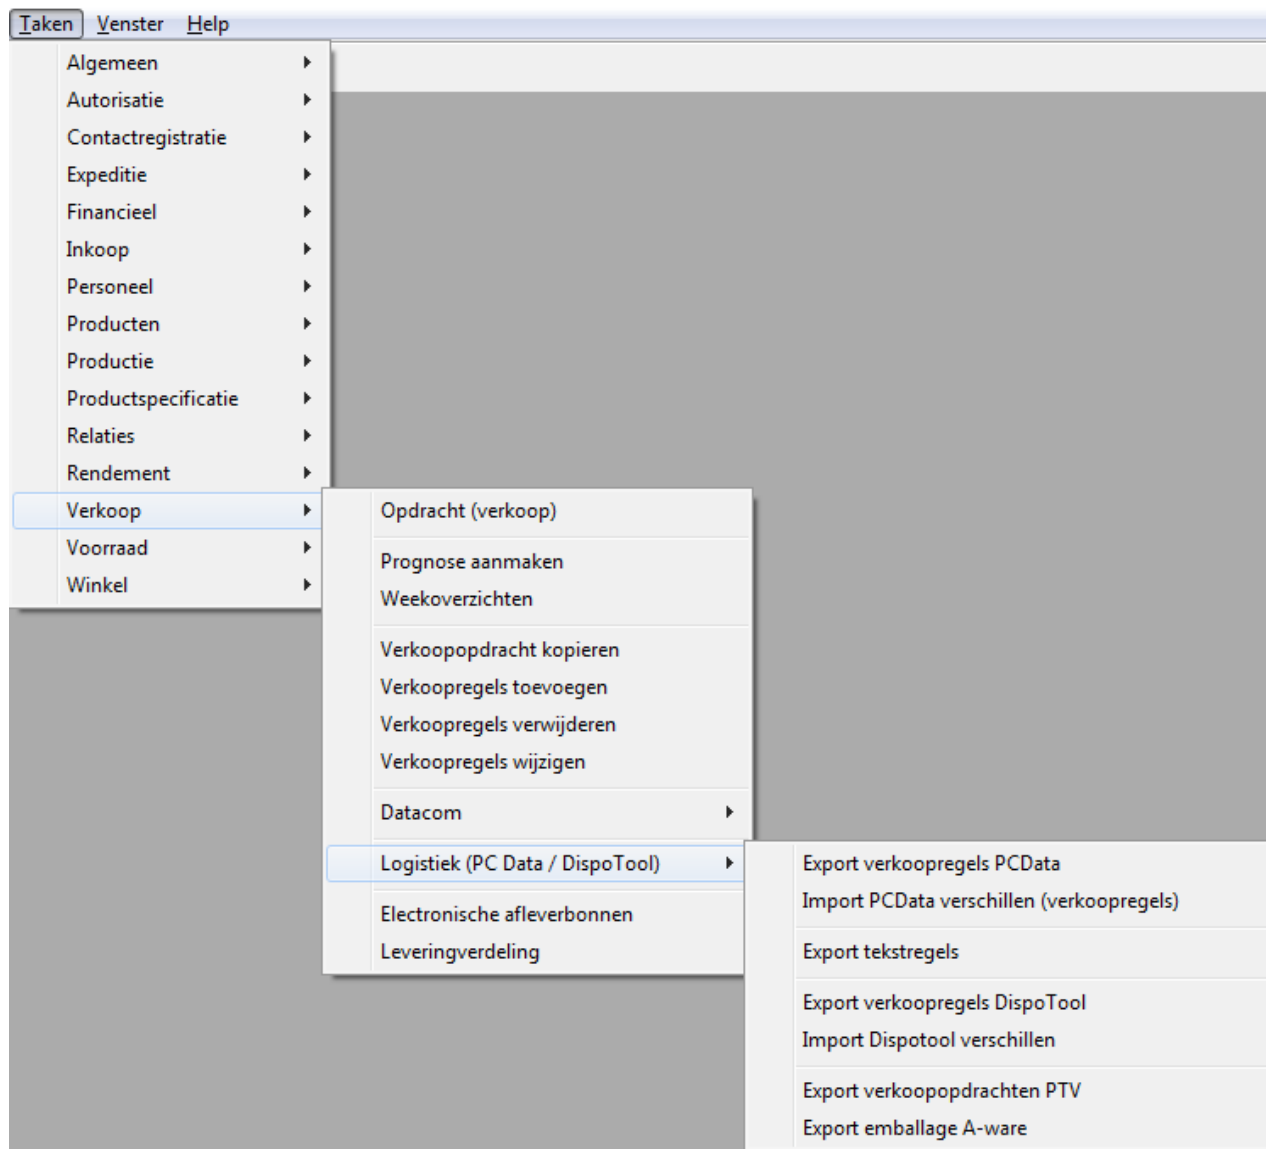 Taken Venster Help
Algemeen
Autorisatie
Contactregistratie
Expeditie
Financieel
Inkoop
Personeel
Producten
Productie
Productspecificatie
Relaties
Rendement
Verkoop
Voorraad
Winkel
Opdracht (verkoop)
Prognose aanmaken
Weekoverzichten
Verkoopopdracht kopieren
Verkoopregels toevoegen
Verkoopregels verwijderen
Verkoopregels wijzigen
Datacom
Logistiek (PC Data / DispoTool)
Electronische afleverbonnen
Leveringverdeling
Export verkoopregels PCData
Import PCData verschillen (verkoopregels)
Export tekstregels
Export verkoopregels DispoTool
Import Dispotool verschillen
Export verkoopopdrachten PTV
Export emballage A-ware